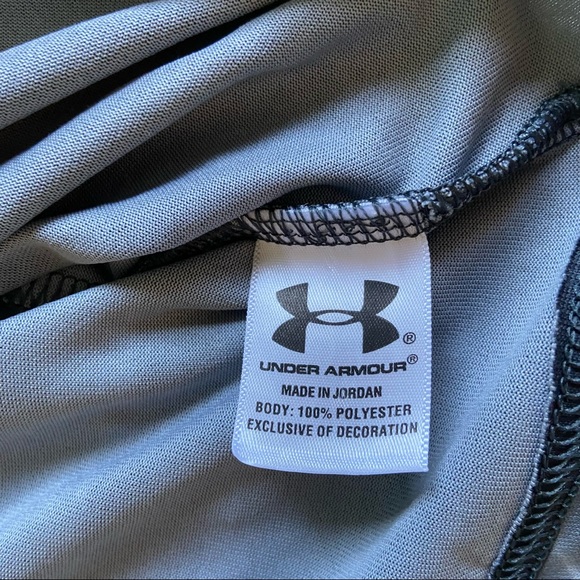 ®
UNDER ARMOUR®
MADE IN JORDAN
BODY: 100% POLYESTER
EXCLUSIVE OF DECORATION